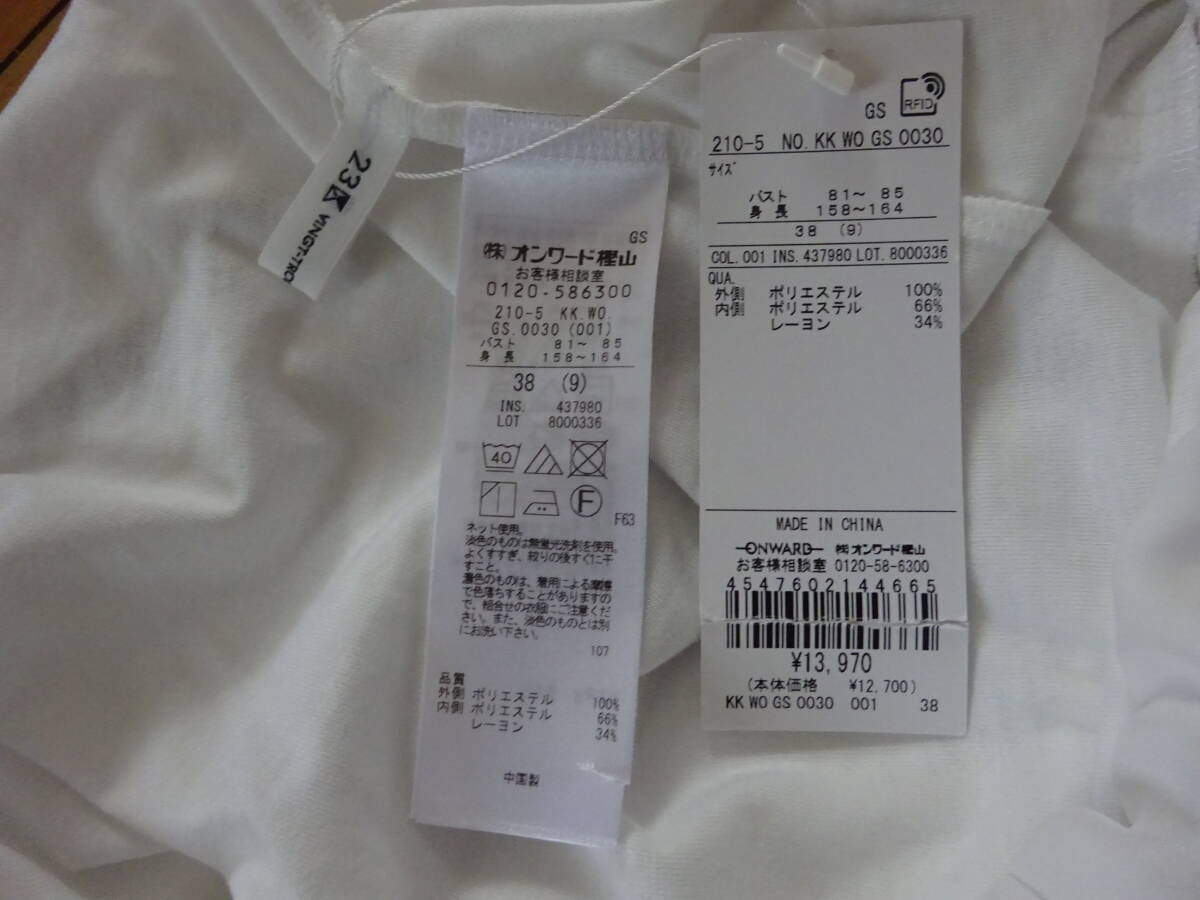 23区 VINGT-TRO
GS
㈱オンワード樫山
お客様相談室
0120-586300
210-5 KK.WO.
GS.0030(001)
バスト 81~ 85
身長 158~164
38 (9)
INS. 437980
LOT 8000336
40
F
F63
ネット使用。
淡色のものは無蛍光洗剤を使用。
よくすすぎ、絞りの後すぐに干
すこと。
濃色のものは、着用による摩擦
で色落ちすることがありますの
で、組合せの衣服にご注意くだ
さい。また、淡色のものとは別
にお洗い下さい。
107
品質
外側 ポリエステル 100%
内側 ポリエステル 66%
レーヨン 34%
中国製
GS RFID
210-5 NO. KK WO GS 0030
サイズ
バスト 81~ 85
身長 158~164
38 (9)
COL. 001 INS. 437980 LOT. 8000336
QUA.
外側 ポリエステル 100%
内側 ポリエステル 66%
レーヨン 34%
MADE IN CHINA
ONWARD ㈱オンワード樫山
お客様相談室 0120-58-6300
4547602144665
¥13,970
(本体価格 ¥12,700)
KK WO GS 0030 001 38